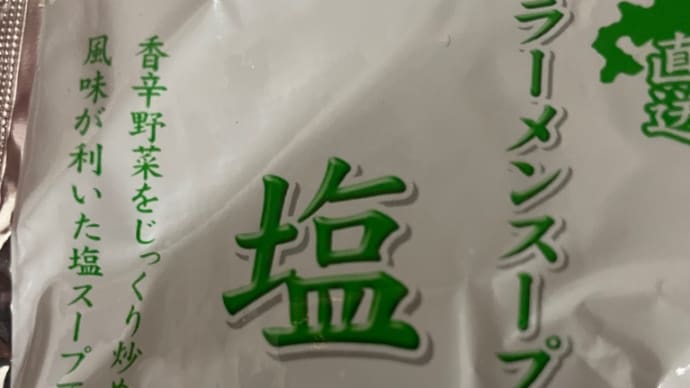 直送
ラーメンスープ
塩
香辛野菜をじっくり炒め
風味が利いた塩スープ